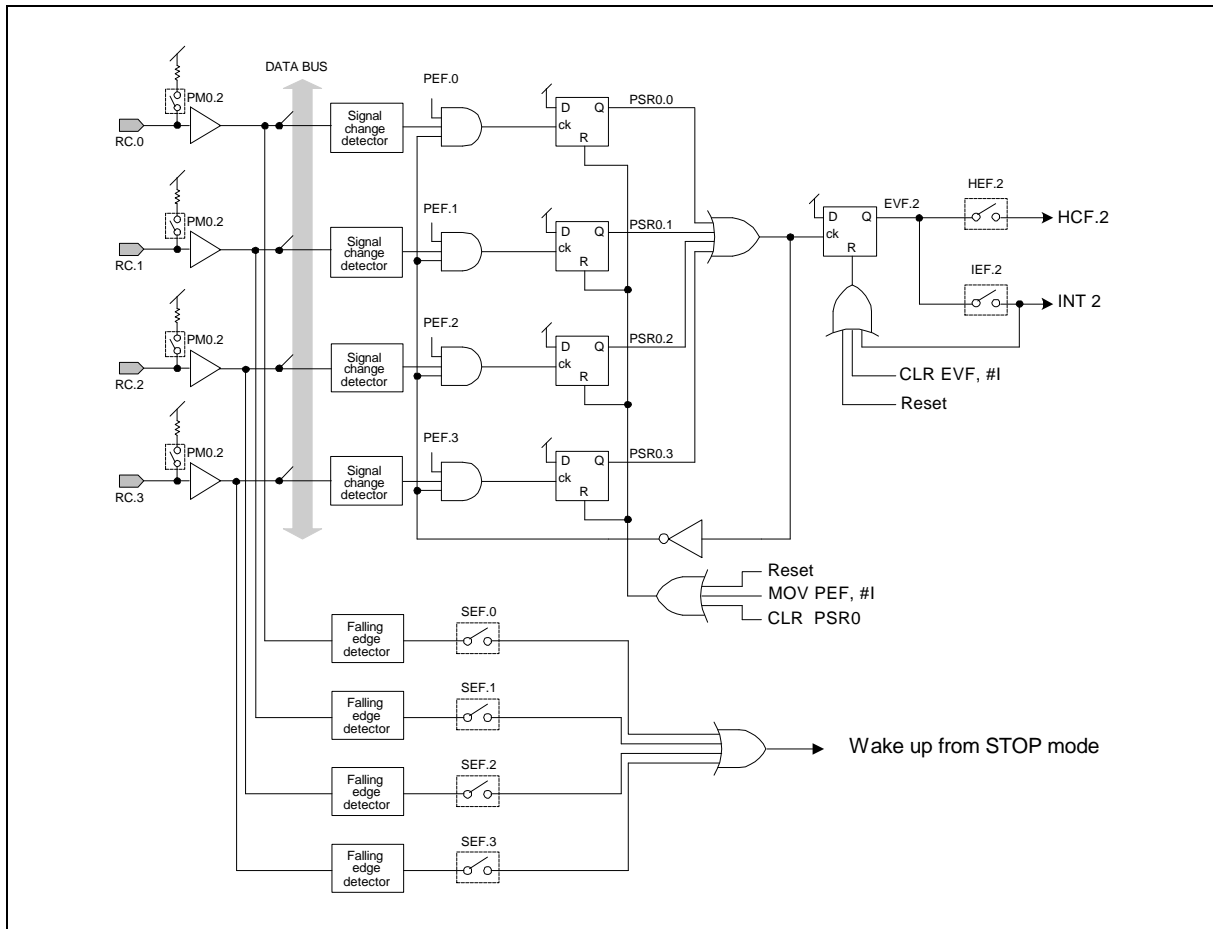 DATA BUS
PEF.0
PM0.2
RC.0
Signal
change
detector
D
Q
ck
R
PSR0.0
PEF.1
PM0.2
RC.1
Signal
change
detector
D
Q
ck
R
PSR0.1
PEF.2
PM0.2
RC.2
Signal
change
detector
D
Q
ck
R
PSR0.2
PEF.3
PM0.2
RC.3
Signal
change
detector
D
Q
ck
R
PSR0.3
D
Q
ck
R
EVF.2
HEF.2
HCF.2
IEF.2
INT 2
CLR EVF, #I
Reset
Reset
MOV PEF, #I
CLR PSR0
Falling
edge
detector
SEF.0
Falling
edge
detector
SEF.1
Falling
edge
detector
SEF.2
Falling
edge
detector
SEF.3
Wake up from STOP mode